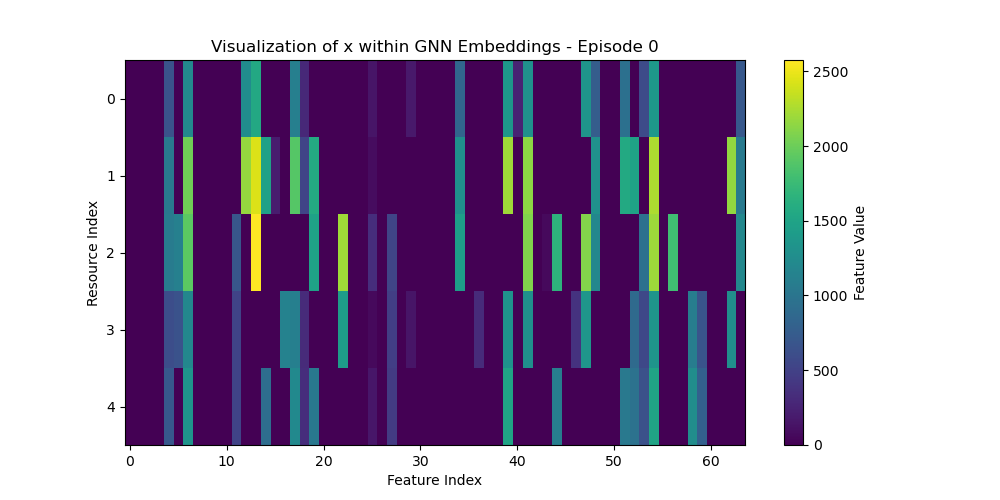 Visualization of x within GNN Embeddings - Episode 0
Resource Index
0
1
2
3
4
0 10 20 30 40 50 60
Feature Index
2500
2000
1500
1000
500
0
Feature Value